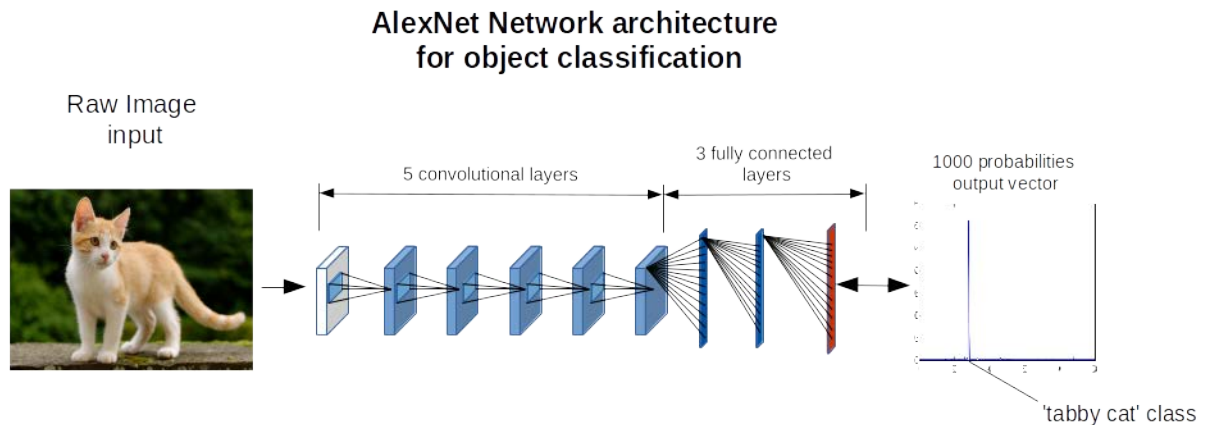 AlexNet Network architecture
for object classification
Raw Image
input
5 convolutional layers
3 fully connected
layers
1000 probabilities
output vector
'tabby cat' class